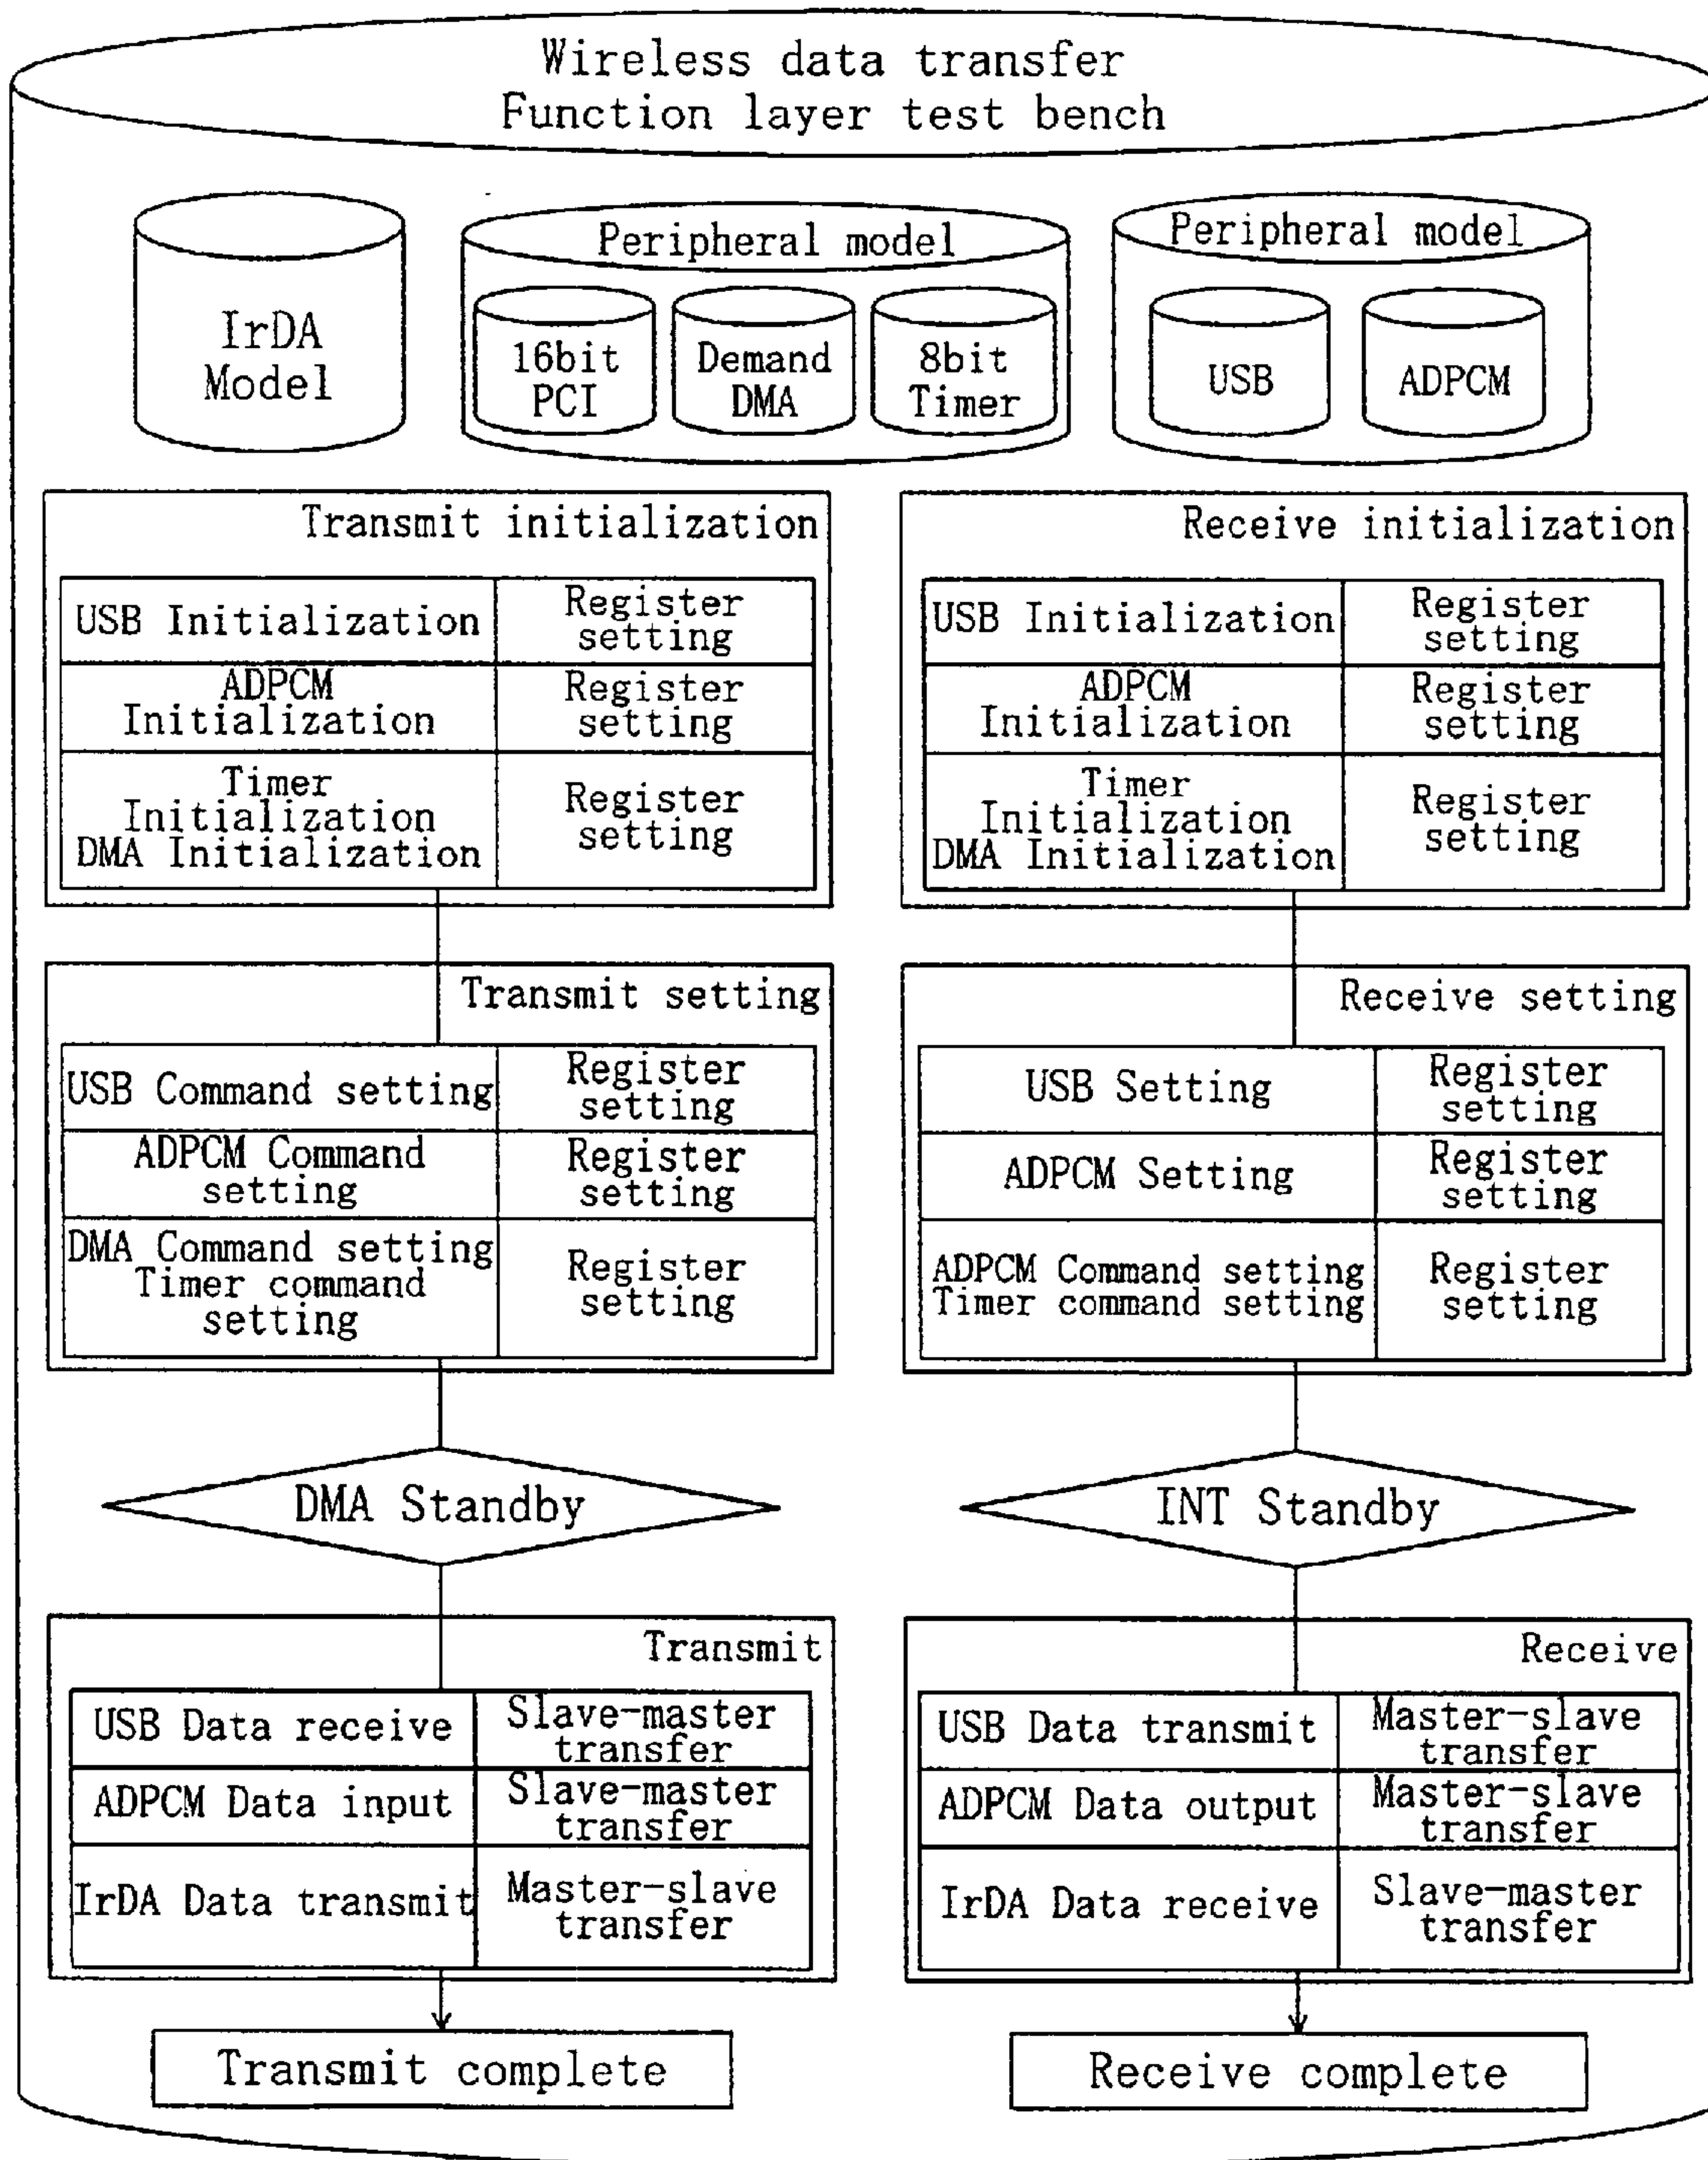 Wireless data transfer
Function layer test bench
IrDA
Model
Peripheral model
16bit
PCI
Demand
DMA
8bit
Timer
Peripheral model
USB
ADPCM
Transmit initialization
USB Initialization
Register
setting
ADPCM
Initialization
Register
setting
Timer
Initialization
DMA Initialization
Register
setting
Transmit setting
USB Command setting
Register
setting
ADPCM Command
setting
Register
setting
DMA Command setting
Timer command
setting
Register
setting
DMA Standby
Transmit
USB Data receive
Slave-master
transfer
ADPCM Data input
Slave-master
transfer
IrDA Data transmit
Master-slave
transfer
Transmit complete
Receive initialization
USB Initialization
Register
setting
ADPCM
Initialization
Register
setting
Timer
Initialization
DMA Initialization
Register
setting
Receive setting
USB Setting
Register
setting
ADPCM Setting
Register
setting
ADPCM Command setting
Timer command setting
Register
setting
INT Standby
Receive
USB Data transmit
Master-slave
transfer
ADPCM Data output
Master-slave
transfer
IrDA Data receive
Slave-master
transfer
Receive complete